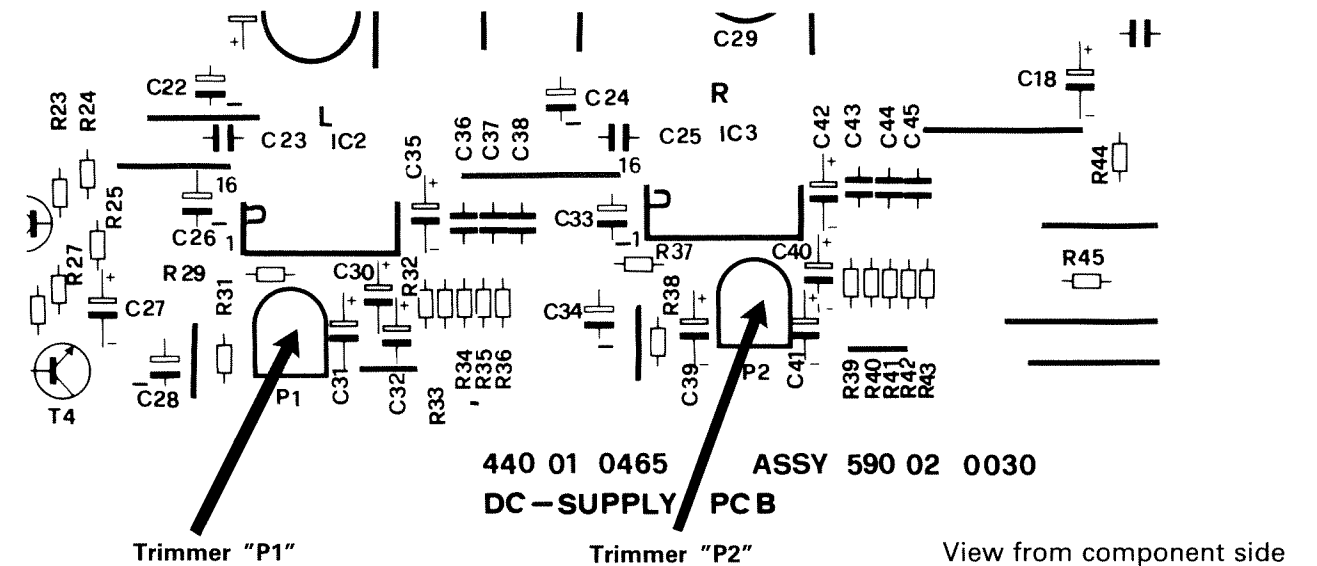 C29
C22
C24
R
C18
R23
R24
L
IC2
C23
C35
C36
C37
C38
C25
IC3
16
C42
C43
C44
C45
R44
R25
16
C26
1
C33
1
R37
C40
R45
R27
R29
R31
C30
R32
R38
C27
C34
C28
P1
C31
C32
R33
R34
R35
R36
C39
P2
C41
R39
R40
R41
R42
R43
T4
440 01 0465 ASSY 590 02 0030
DC-SUPPLY PCB
Trimmer "P1" Trimmer "P2" View from component side